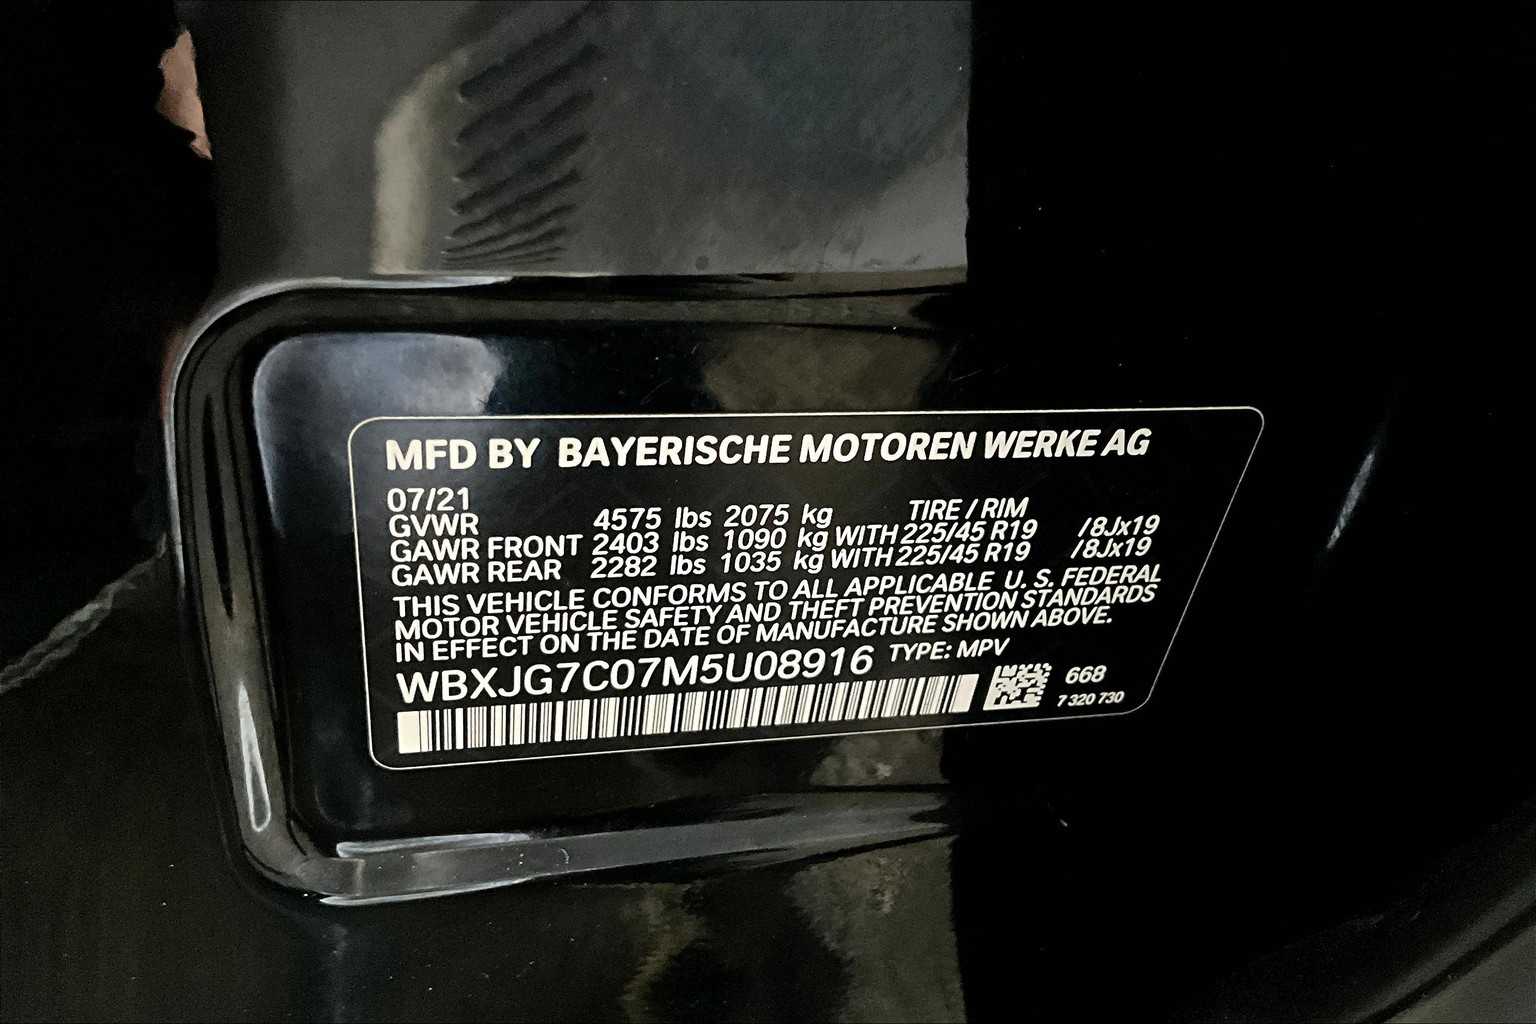 MFD BY BAYERISCHE MOTOREN WERKE AG
07/21 TIRE / RIM
GVWR 4575 lbs 2075 kg
GAWR FRONT 2403 lbs 1090 kg WITH 225/45 R19 /8Jx19
GAWR REAR 2282 lbs 1035 kg WITH 225/45 R19 /8Jx19
THIS VEHICLE CONFORMS TO ALL APPLICABLE U. S. FEDERAL
MOTOR VEHICLE SAFETY AND THEFT PREVENTION STANDARDS
IN EFFECT ON THE DATE OF MANUFACTURE SHOWN ABOVE.
WBXJG7C07M5U08916 TYPE: MPV
668
7 320 730